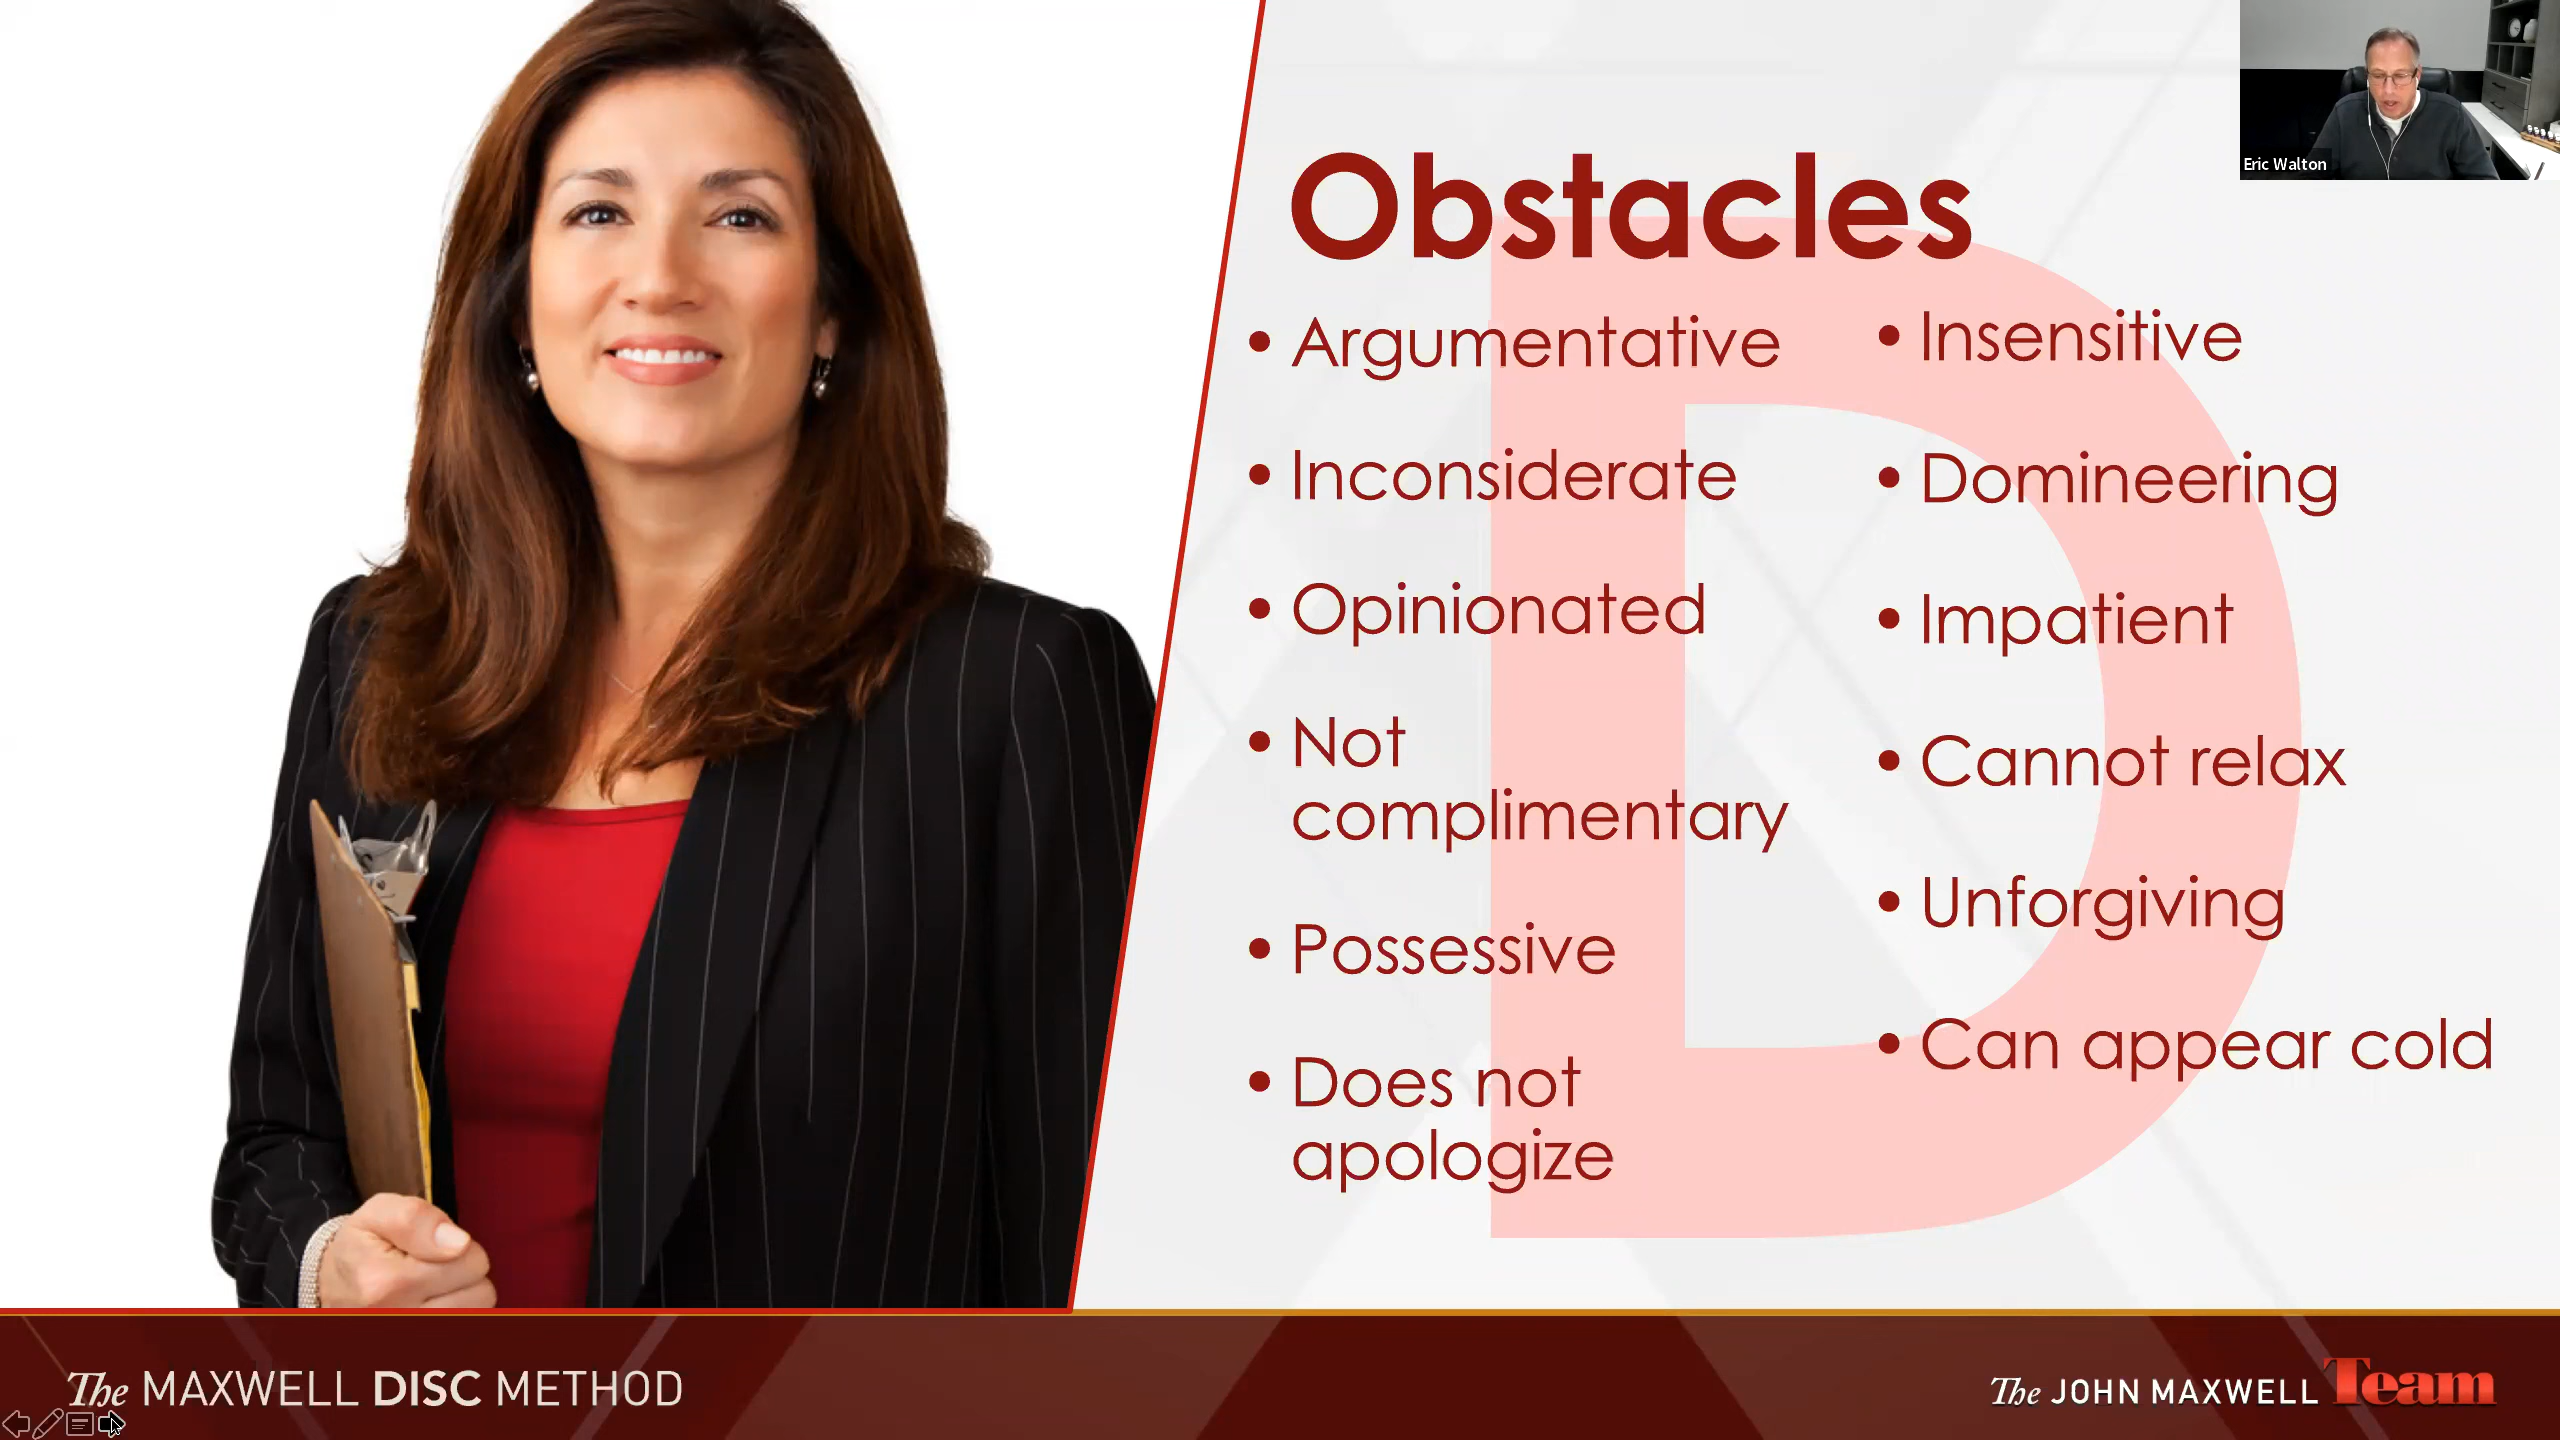 Eric Walton
Obstacles
• Argumentative
• Inconsiderate
• Opinionated
• Not
complimentary
• Possessive
• Does not
apologize
• Insensitive
• Domineering
• Impatient
• Cannot relax
• Unforgiving
• Can appear cold
D
The MAXWELL DISC METHOD
The JOHN MAXWELL Team